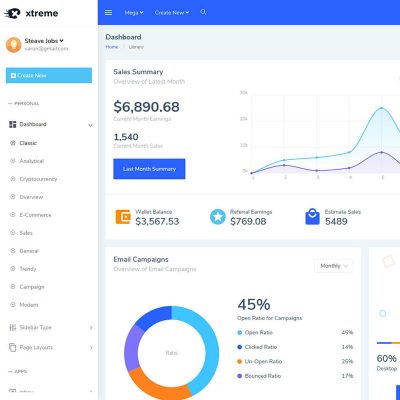 xtreme
Mega
Create New
Steave Jobs
varun@gmail.com
Create New
PERSONAL
Dashboard
Classic
Analytical
Cryptocurrency
Overview
E-Commerce
Sales
General
Trendy
Campaign
Modern
Sidebar Type
Page Layouts
APPS
Dashboard
Home
Library
Sales Summary
Overview of Latest Month
$6,890.68
Current Month Earnings
1,540
Current Month Sales
Last Month Summary
30k
20k
10k
0k
1 2 3 4 5
Wallet Balance
$3,567.53
Referral Earnings
$769.08
Estimate Sales
5489
Email Campaigns
Overview of Email Campaigns
Monthly
Ratio
45%
Open Ratio for Campaigns
Open Ratio 45%
Clicked Ratio 14%
Un-Open Ratio 25%
Bounced Ratio 17%
60%
Desktop